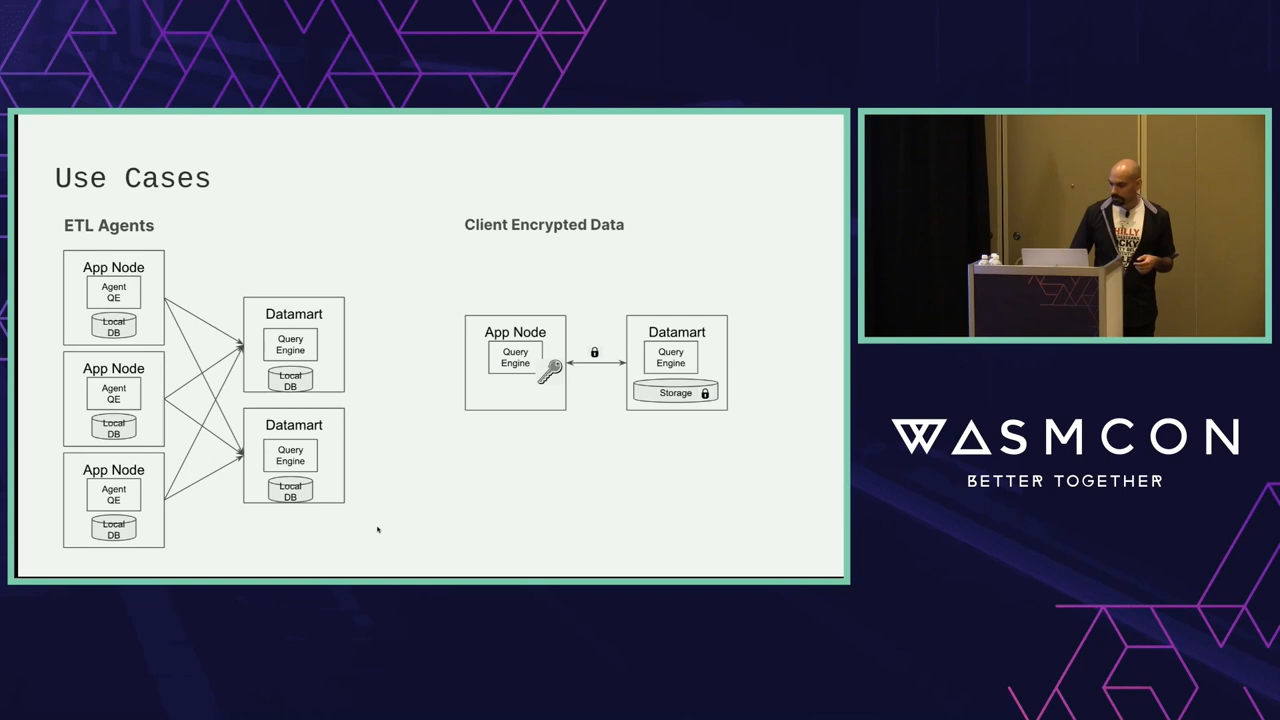 Use Cases
ETL Agents
App Node
Agent
QE
Local
DB
App Node
Agent
QE
Local
DB
App Node
Agent
QE
Local
DB
Datamart
Query
Engine
Local
DB
Datamart
Query
Engine
Local
DB
Client Encrypted Data
App Node
Query
Engine
Datamart
Query
Engine
Storage
WASMCON
BETTER TOGETHER